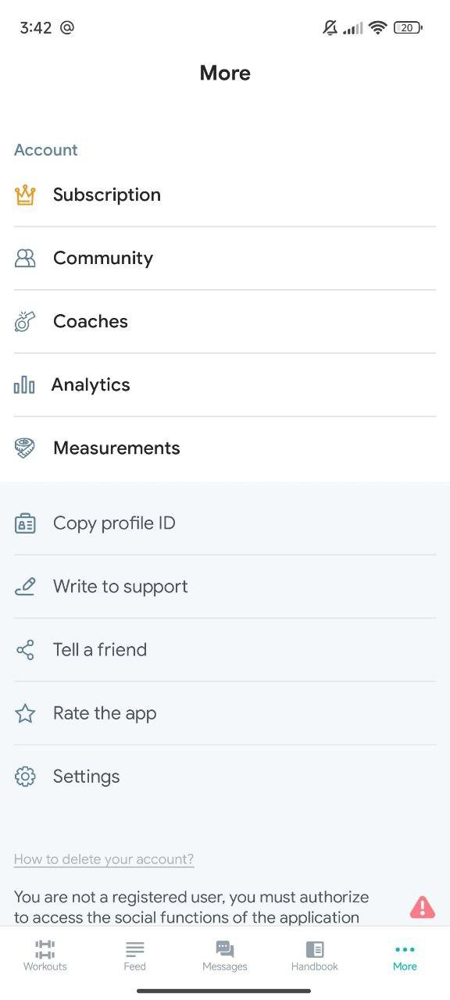 3:42 @
20
More
Account
Subscription
Community
Coaches
Analytics
Measurements
Copy profile ID
Write to support
Tell a friend
Rate the app
Settings
How to delete your account?
You are not a registered user, you must authorize
to access the social functions of the application
Workouts
Feed
Messages
Handbook
More